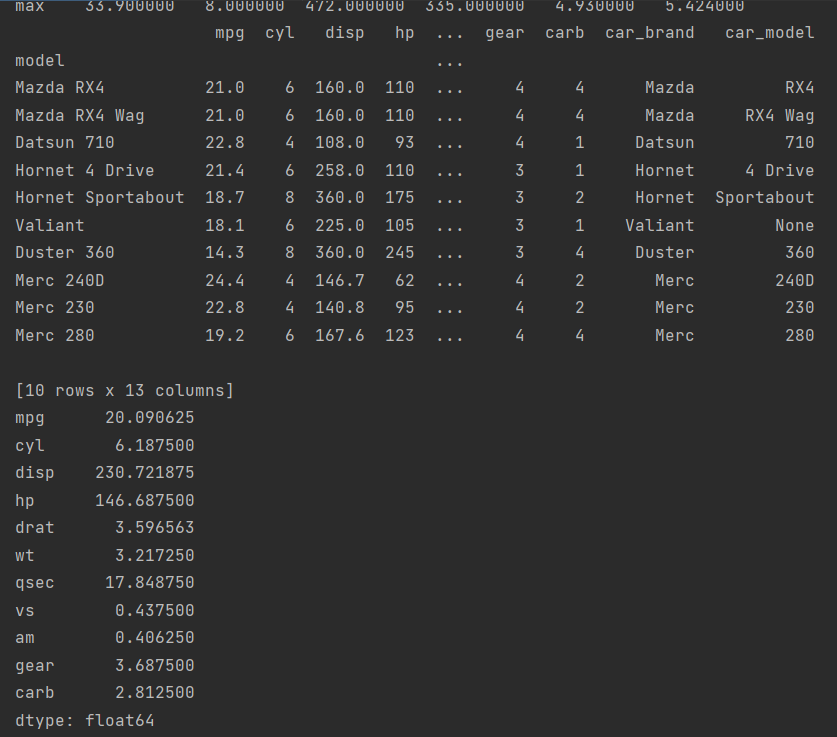 max    33.900000   8.000000  472.000000  335.000000   4.930000   5.424000
                    mpg  cyl   disp   hp  ...  gear  carb  car_brand   car_model
model                                     ...
Mazda RX4          21.0    6  160.0  110  ...     4     4      Mazda         RX4
Mazda RX4 Wag      21.0    6  160.0  110  ...     4     4      Mazda     RX4 Wag
Datsun 710         22.8    4  108.0   93  ...     4     1     Datsun         710
Hornet 4 Drive     21.4    6  258.0  110  ...     3     1     Hornet     4 Drive
Hornet Sportabout  18.7    8  360.0  175  ...     3     2     Hornet  Sportabout
Valiant            18.1    6  225.0  105  ...     3     1    Valiant        None
Duster 360         14.3    8  360.0  245  ...     3     4     Duster         360
Merc 240D          24.4    4  146.7   62  ...     4     2       Merc        240D
Merc 230           22.8    4  140.8   95  ...     4     2       Merc         230
Merc 280           19.2    6  167.6  123  ...     4     4       Merc         280

[10 rows x 13 columns]
mpg      20.090625
cyl       6.187500
disp    230.721875
hp      146.687500
drat      3.596563
wt        3.217250
qsec     17.848750
vs        0.437500
am        0.406250
gear      3.687500
carb      2.812500
dtype: float64